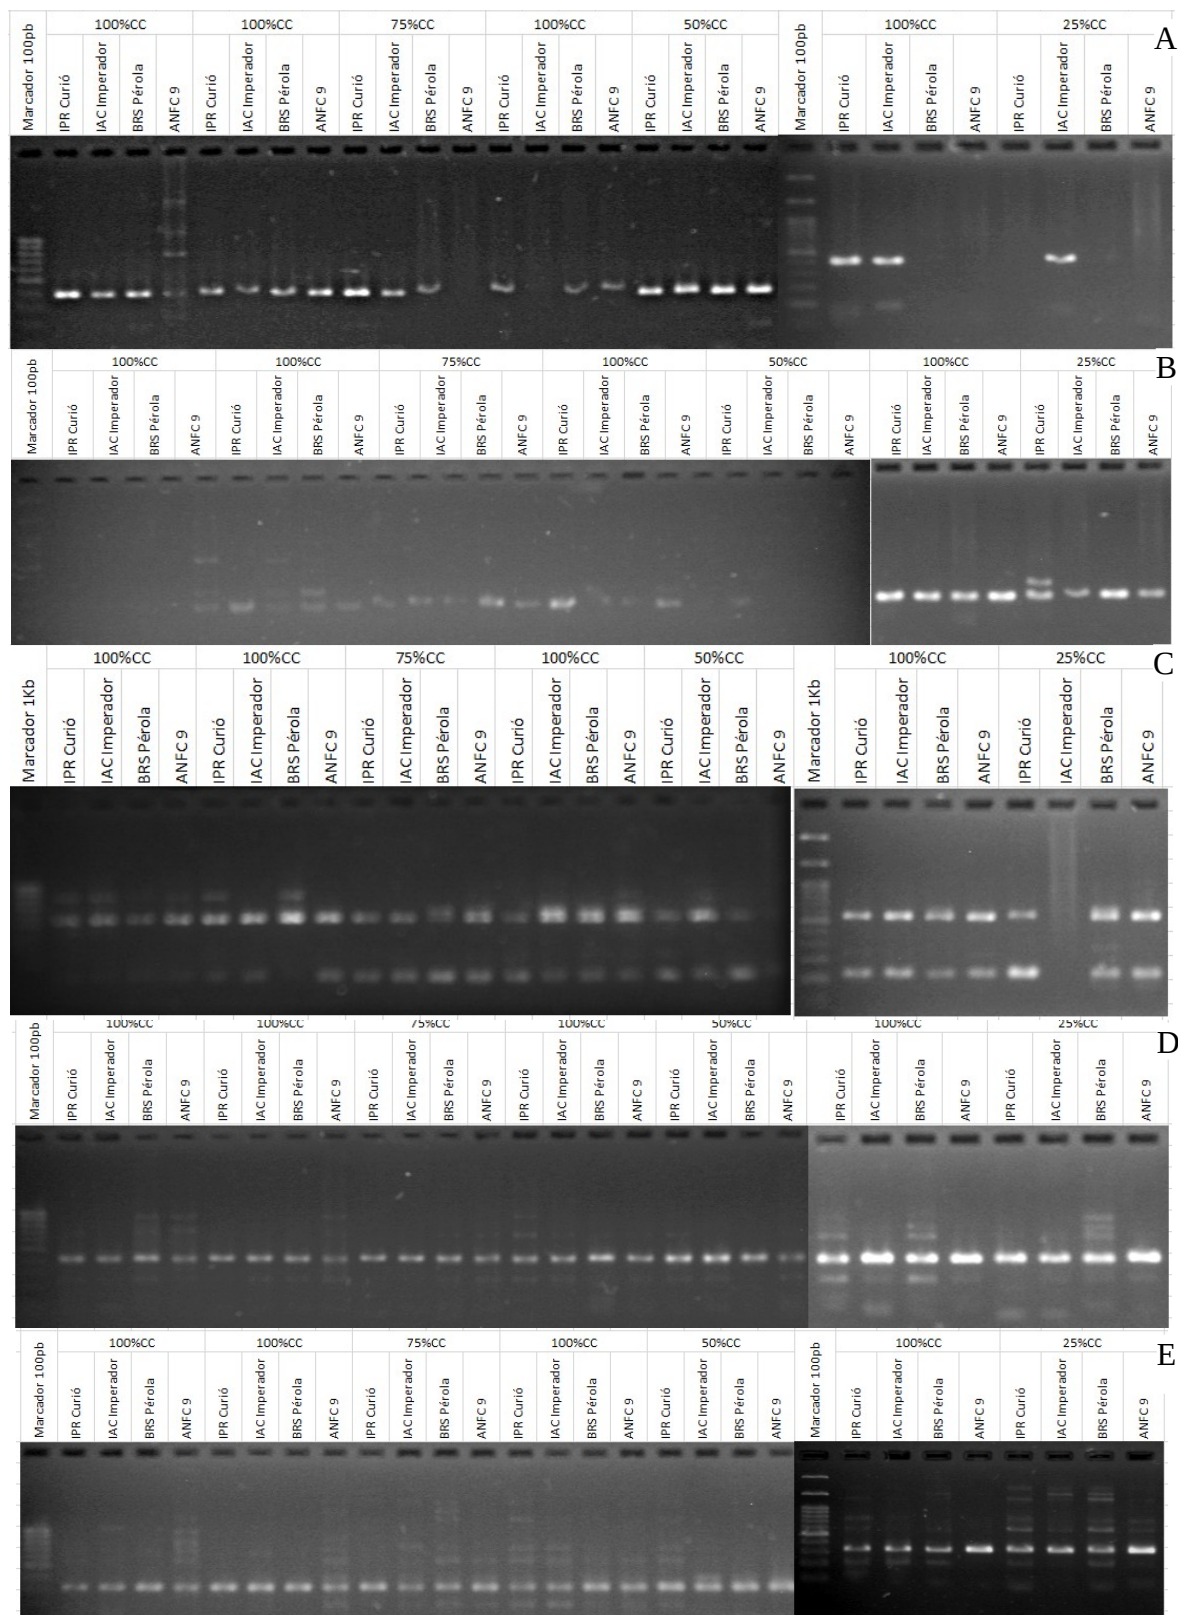 100%CC 100%CC 75%CC 100%CC 50%CC 100%CC 25%CC
A
Marcador 100pb IPR Curió IAC Imperador BRS Pérola ANFC 9 IPR Curió IAC Imperador BRS Pérola ANFC 9 IPR Curió IAC Imperador BRS Pérola ANFC 9 IPR Curió IAC Imperador BRS Pérola ANFC 9 IPR Curió IAC Imperador BRS Pérola ANFC 9 Marcador 100pb IPR Curió IAC Imperador BRS Pérola ANFC 9 IPR Curió IAC Imperador BRS Pérola ANFC 9
100%CC 100%CC 75%CC 100%CC 50%CC 100%CC 25%CC
B
Marcador 100pb IPR Curió IAC Imperador BRS Pérola ANFC 9 IPR Curió IAC Imperador BRS Pérola ANFC 9 IPR Curió IAC Imperador BRS Pérola ANFC 9 IPR Curió IAC Imperador BRS Pérola ANFC 9 IPR Curió IAC Imperador BRS Pérola ANFC 9 IPR Curió IAC Imperador BRS Pérola ANFC 9 IPR Curió IAC Imperador BRS Pérola ANFC 9
100%CC 100%CC 75%CC 100%CC 50%CC 100%CC 25%CC
C
Marcador 1Kb IPR Curió IAC Imperador BRS Pérola ANFC 9 IPR Curió IAC Imperador BRS Pérola ANFC 9 IPR Curió IAC Imperador BRS Pérola ANFC 9 IPR Curió IAC Imperador BRS Pérola ANFC 9 IPR Curió IAC Imperador BRS Pérola ANFC 9 Marcador 1Kb IPR Curió IAC Imperador BRS Pérola ANFC 9 IPR Curió IAC Imperador BRS Pérola ANFC 9
100%CC 100%CC 75%CC 100%CC 50%CC 100%CC 25%CC
D
Marcador 100pb IPR Curió IAC Imperador BRS Pérola ANFC 9 IPR Curió IAC Imperador BRS Pérola ANFC 9 IPR Curió IAC Imperador BRS Pérola ANFC 9 IPR Curió IAC Imperador BRS Pérola ANFC 9 IPR Curió IAC Imperador BRS Pérola ANFC 9 IPR Curió IAC Imperador BRS Pérola ANFC 9 IPR Curió IAC Imperador BRS Pérola ANFC 9
100%CC 100%CC 75%CC 100%CC 50%CC 100%CC 25%CC
E
Marcador 100pb IPR Curió IAC Imperador BRS Pérola ANFC 9 IPR Curió IAC Imperador BRS Pérola ANFC 9 IPR Curió IAC Imperador BRS Pérola ANFC 9 IPR Curió IAC Imperador BRS Pérola ANFC 9 IPR Curió IAC Imperador BRS Pérola ANFC 9 Marcador 100pb IPR Curió IAC Imperador BRS Pérola ANFC 9 IPR Curió IAC Imperador BRS Pérola ANFC 9